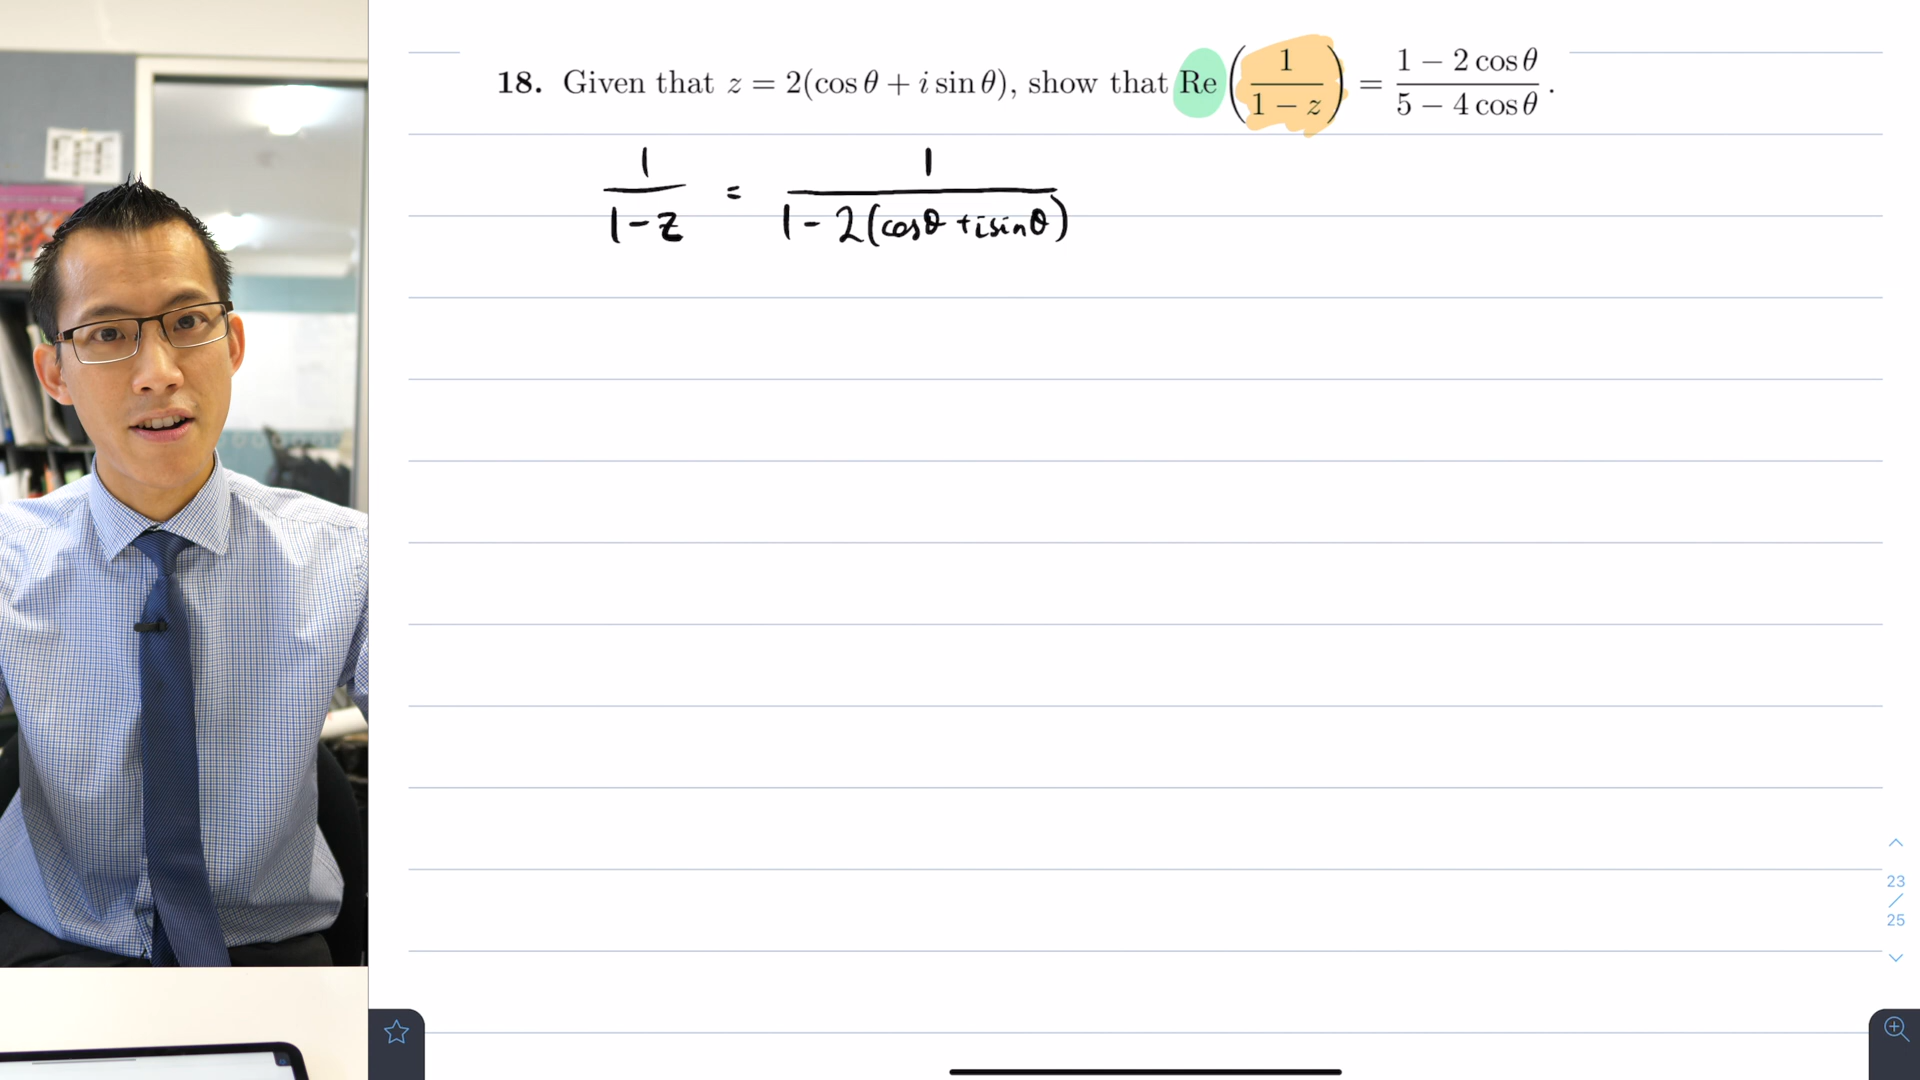 18. Given that z = 2(cos θ + i sin θ), show that Re(1/(1 − z)) = (1 − 2 cos θ)/(5 − 4 cos θ).
1/(1−z) = 1/(1−2(cosθ+isinθ))
23
/
25